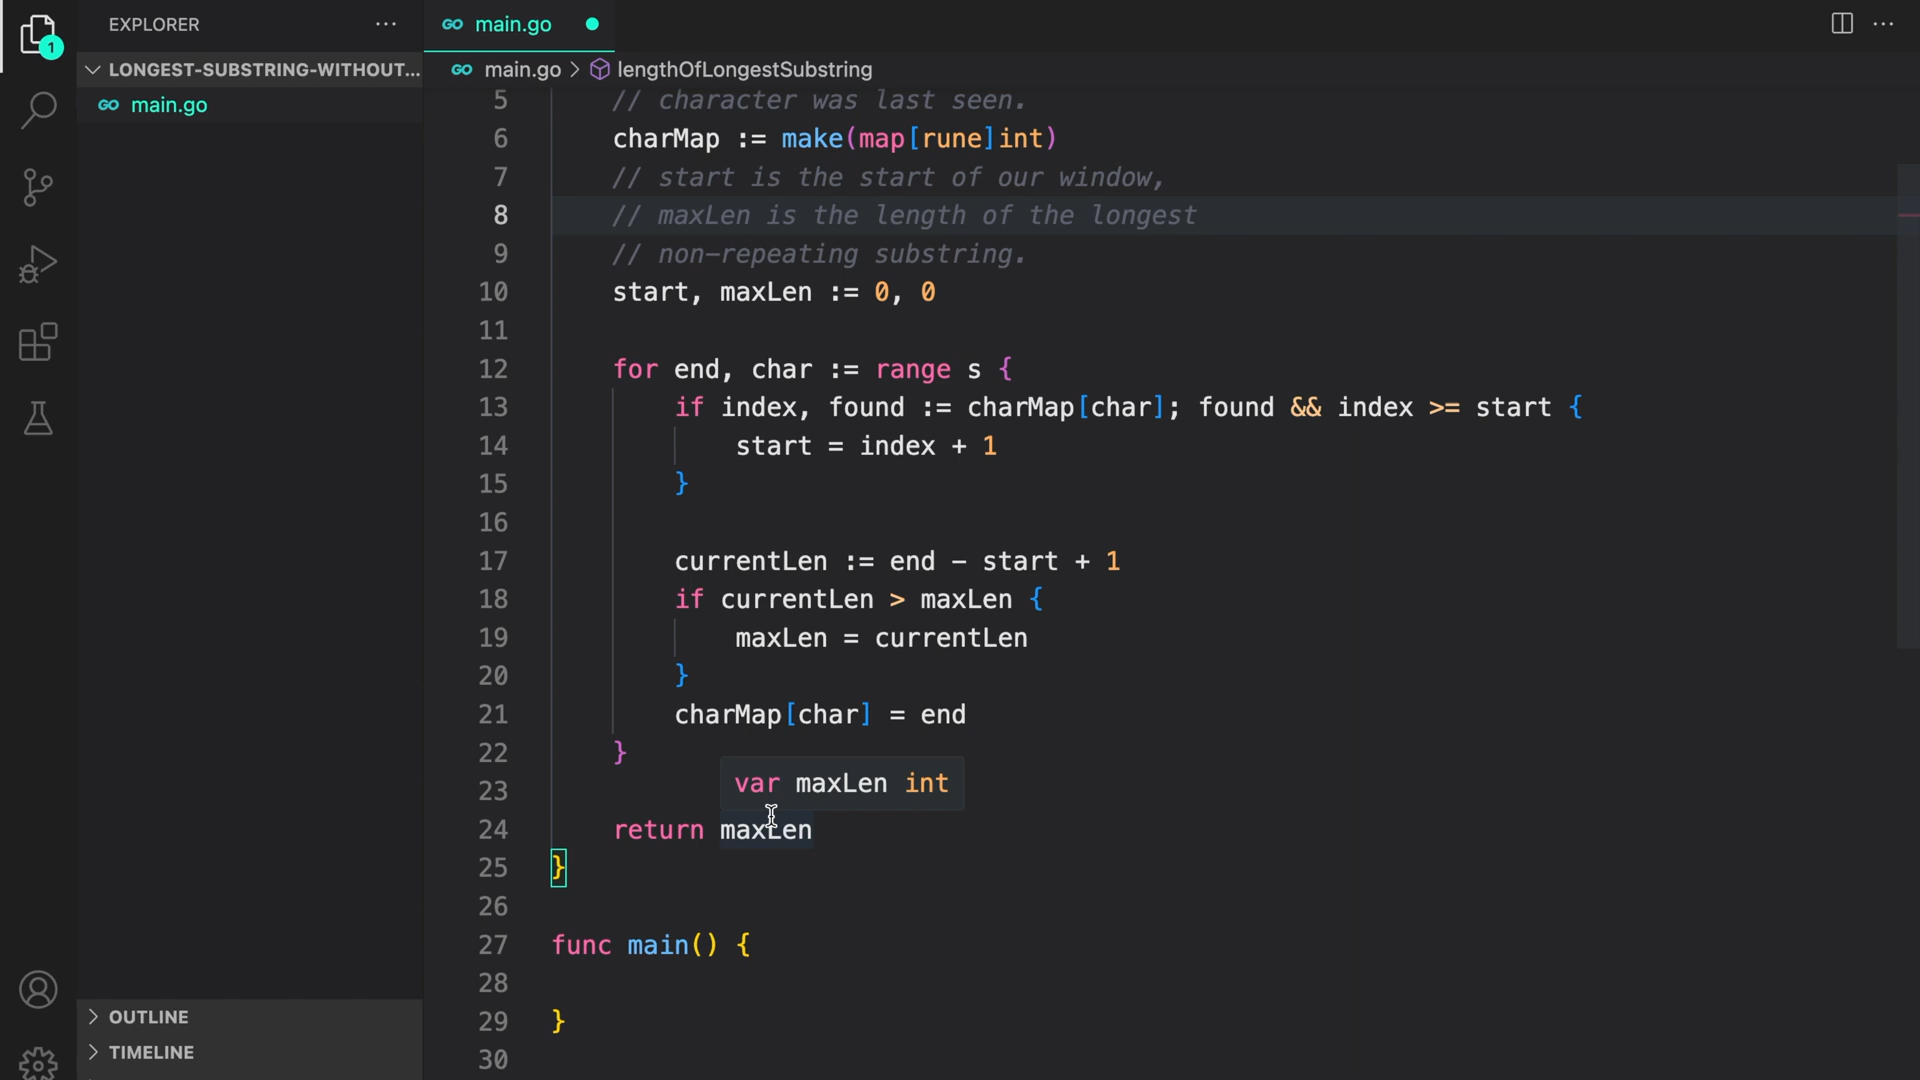 EXPLORER ···
main.go
1
LONGEST-SUBSTRING-WITHOUT...
main.go > lengthOfLongestSubstring
main.go
5 // character was last seen.
6 charMap := make(map[rune]int)
7 // start is the start of our window,
8 // maxLen is the length of the longest
9 // non-repeating substring.
10 start, maxLen := 0, 0
11
12 for end, char := range s {
13 if index, found := charMap[char]; found && index >= start {
14 start = index + 1
15 }
16
17 currentLen := end - start + 1
18 if currentLen > maxLen {
19 maxLen = currentLen
20 }
21 charMap[char] = end
22 }
var maxLen int
23
24 return maxLen
25 }
26
27 func main() {
28
29 }
30
OUTLINE
TIMELINE